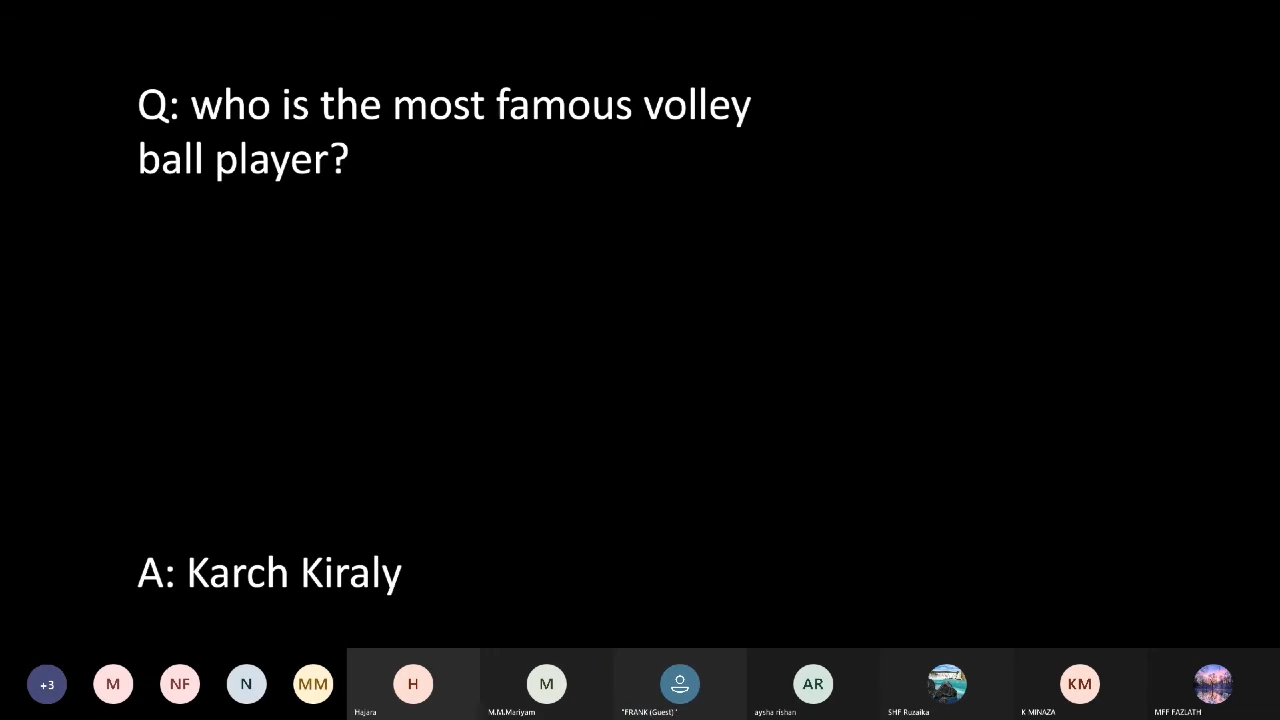 Q: who is the most famous volley
ball player?
A: Karch Kiraly
+3
M
NF
N
MM
H
M
AR
KM
Hajara
M.M.Mariyam
"FRANK (Guest)"
aysha rishan
SHF Ruzaika
K MINAZA
MFF FAZLATH